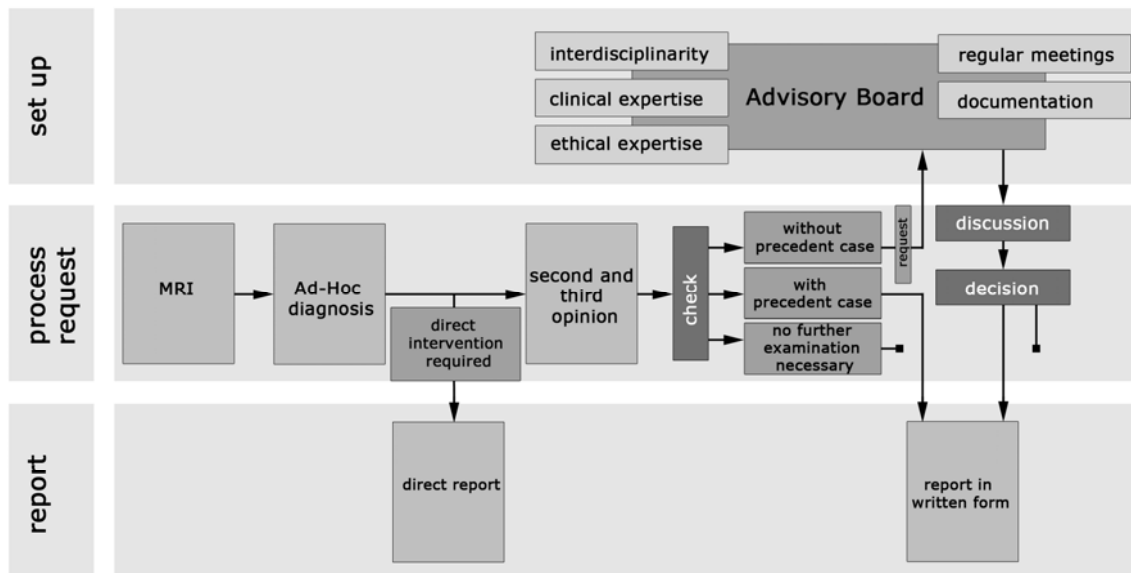 set up
interdisciplinarity
clinical expertise
ethical expertise
Advisory Board
regular meetings
documentation
process
request
MRI
Ad-Hoc
diagnosis
direct
intervention
required
second and
third
opinion
check
without
precedent case
with
precedent case
no further
examination
necessary
request
discussion
decision
report
direct report
report in
written form